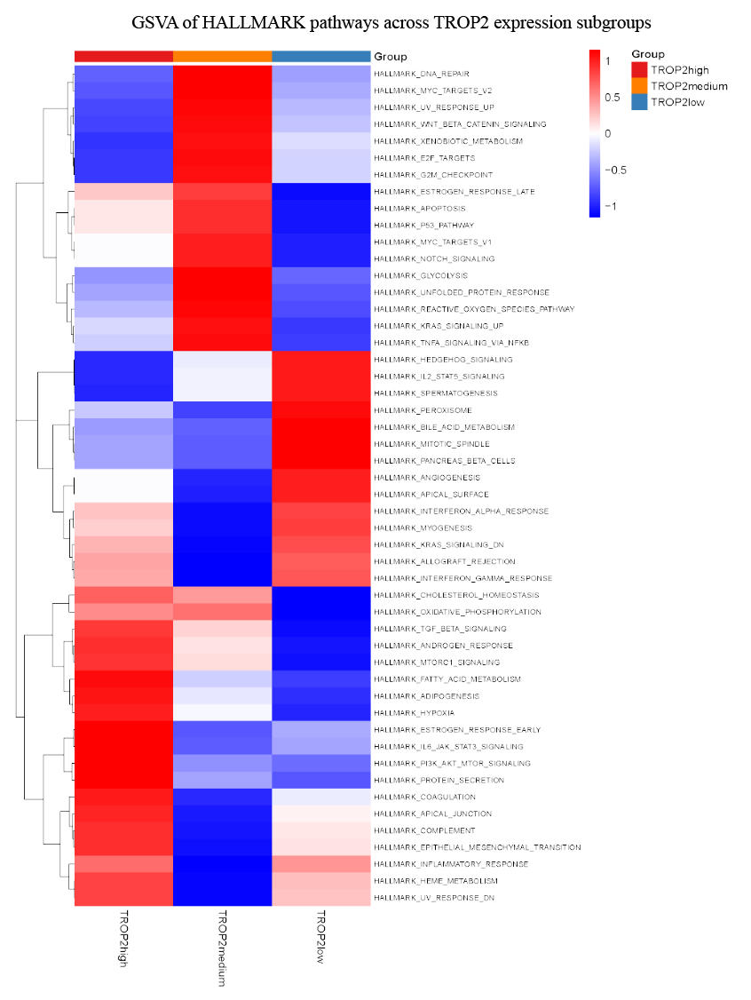 GSVA of HALLMARK pathways across TROP2 expression subgroups
Group
HALLMARK_DNA_REPAIR
HALLMARK_MYC_TARGETS_V2
HALLMARK_UV_RESPONSE_UP
HALLMARK_WNT_BETA_CATENIN_SIGNALING
HALLMARK_XENOBIOTIC_METABOLISM
HALLMARK_E2F_TARGETS
HALLMARK_G2M_CHECKPOINT
HALLMARK_ESTROGEN_RESPONSE_LATE
HALLMARK_APOPTOSIS
HALLMARK_P53_PATHWAY
HALLMARK_MYC_TARGETS_V1
HALLMARK_NOTCH_SIGNALING
HALLMARK_GLYCOLYSIS
HALLMARK_UNFOLDED_PROTEIN_RESPONSE
HALLMARK_REACTIVE_OXYGEN_SPECIES_PATHWAY
HALLMARK_KRAS_SIGNALING_UP
HALLMARK_TNFA_SIGNALING_VIA_NFKB
HALLMARK_HEDGEHOG_SIGNALING
HALLMARK_IL2_STAT5_SIGNALING
HALLMARK_SPERMATOGENESIS
HALLMARK_PEROXISOME
HALLMARK_BILE_ACID_METABOLISM
HALLMARK_MITOTIC_SPINDLE
HALLMARK_PANCREAS_BETA_CELLS
HALLMARK_ANGIOGENESIS
HALLMARK_APICAL_SURFACE
HALLMARK_INTERFERON_ALPHA_RESPONSE
HALLMARK_MYOGENESIS
HALLMARK_KRAS_SIGNALING_DN
HALLMARK_ALLOGRAFT_REJECTION
HALLMARK_INTERFERON_GAMMA_RESPONSE
HALLMARK_CHOLESTEROL_HOMEOSTASIS
HALLMARK_OXIDATIVE_PHOSPHORYLATION
HALLMARK_TGF_BETA_SIGNALING
HALLMARK_ANDROGEN_RESPONSE
HALLMARK_MTORC1_SIGNALING
HALLMARK_FATTY_ACID_METABOLISM
HALLMARK_ADIPOGENESIS
HALLMARK_HYPOXIA
HALLMARK_ESTROGEN_RESPONSE_EARLY
HALLMARK_IL6_JAK_STAT3_SIGNALING
HALLMARK_PI3K_AKT_MTOR_SIGNALING
HALLMARK_PROTEIN_SECRETION
HALLMARK_COAGULATION
HALLMARK_APICAL_JUNCTION
HALLMARK_COMPLEMENT
HALLMARK_EPITHELIAL_MESENCHYMAL_TRANSITION
HALLMARK_INFLAMMATORY_RESPONSE
HALLMARK_HEME_METABOLISM
HALLMARK_UV_RESPONSE_DN
TROP2high
TROP2medium
TROP2low
1
0.5
0
−0.5
−1
Group
TROP2high
TROP2medium
TROP2low